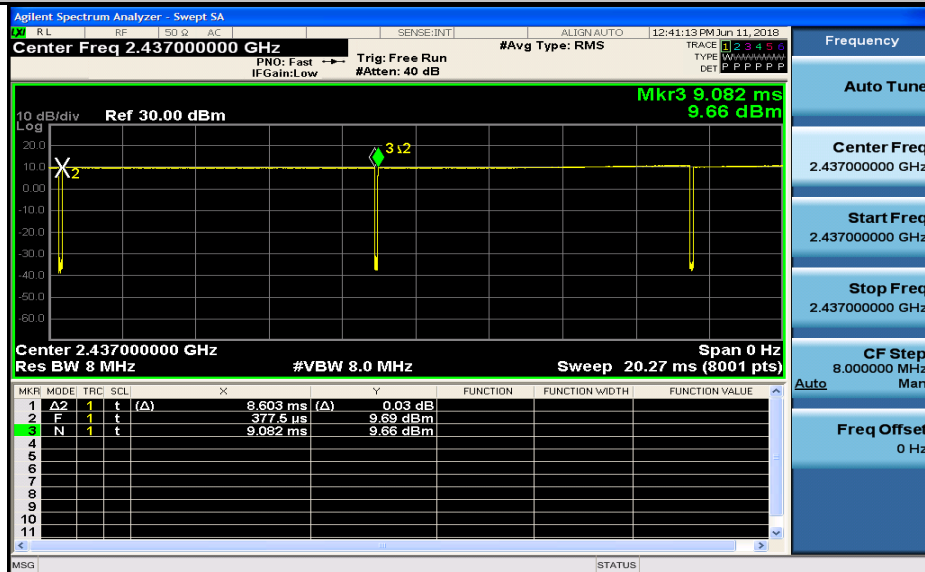 Agilent Spectrum Analyzer - Swept SA
LXI RL RF 50 Ω AC SENSE:INT ALIGN AUTO 12:41:13 PM Jun 11, 2018
Center Freq 2.437000000 GHz #Avg Type: RMS TRACE 1 2 3 4 5 6
PNO: Fast Trig: Free Run TYPE WWWWWW
IFGain:Low #Atten: 40 dB DET P P P P P P
Mkr3 9.082 ms
9.66 dBm
10 dB/div Ref 30.00 dBm
Log
20.0
10.0
0.00
-10.0
-20.0
-30.0
-40.0
-50.0
-60.0
2
3
Δ2
Center 2.437000000 GHz Span 0 Hz
Res BW 8 MHz #VBW 8.0 MHz Sweep 20.27 ms (8001 pts)
MKR MODE TRC SCL X Y FUNCTION FUNCTION WIDTH FUNCTION VALUE
1 Δ2 1 t (Δ) 8.603 ms (Δ) 0.03 dB
2 F 1 t 377.5 µs 9.69 dBm
3 N 1 t 9.082 ms 9.66 dBm
4
5
6
7
8
9
10
11
MSG STATUS
Frequency
Auto Tune
Center Freq
2.437000000 GHz
Start Freq
2.437000000 GHz
Stop Freq
2.437000000 GHz
CF Step
8.000000 MHz
Auto Man
Freq Offset
0 Hz